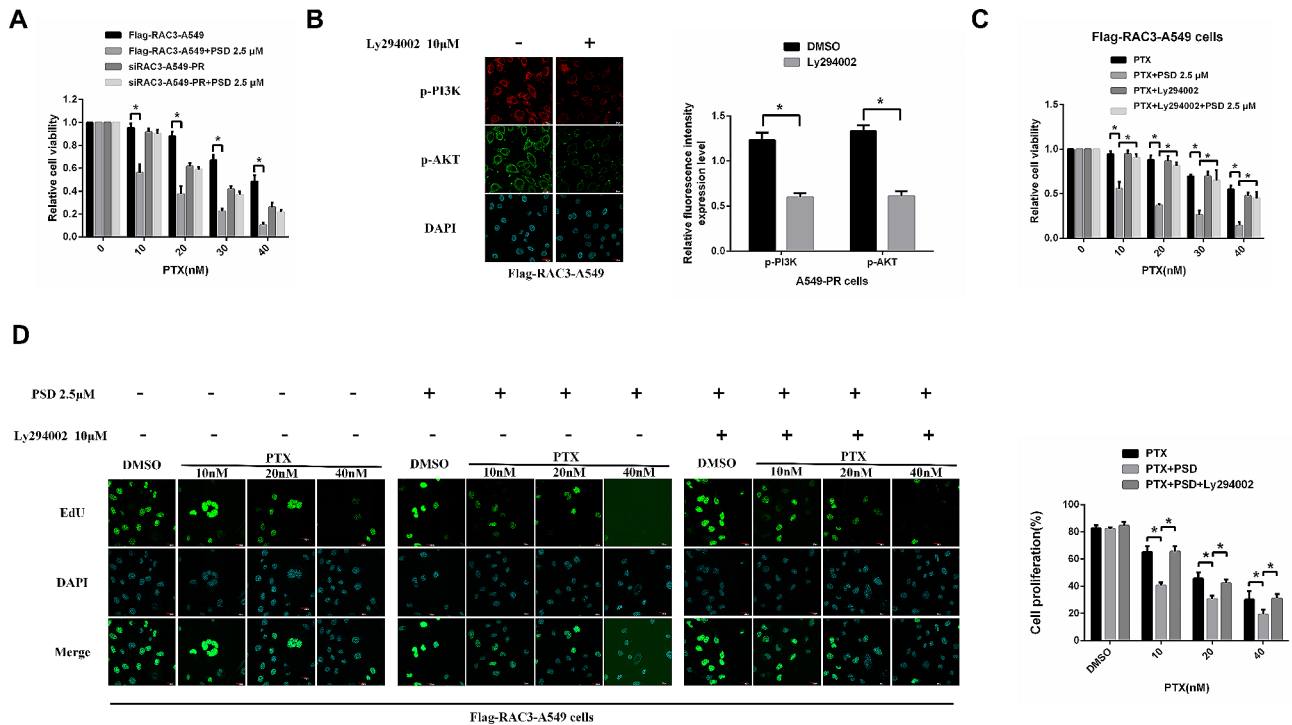 A
Flag-RAC3-A549
Flag-RAC3-A549+PSD 2.5 μM
siRAC3-A549-PR
siRAC3-A549-PR+PSD 2.5 μM
Relative cell viability
1.2
1.0
0.8
0.6
0.4
0.2
0.0
* * * *
0 10 20 30 40
PTX(nM)
B
Ly294002 10μM - +
p-PI3K
p-AKT
DAPI
Flag-RAC3-A549
DMSO
Ly294002
Relative fluorescence intensity
expression level
2.0
1.5
1.0
0.5
0.0
* *
p-PI3K p-AKT
A549-PR cells
C
Flag-RAC3-A549 cells
PTX
PTX+PSD 2.5 μM
PTX+Ly294002
PTX+Ly294002+PSD 2.5 μM
Relative cell viability
1.5
1.0
0.5
0.0
* * * * * * * *
0 10 20 30 40
PTX(nM)
D
PSD 2.5μM - - - - + + + + + + + +
Ly294002 10μM - - - - - - - - + + + +
DMSO PTX DMSO PTX DMSO PTX
10nM 20nM 40nM 10nM 20nM 40nM 10nM 20nM 40nM
EdU
DAPI
Merge
Flag-RAC3-A549 cells
PTX
PTX+PSD
PTX+PSD+Ly294002
Cell proliferation(%)
100
80
60
40
20
0
* * * * * *
DMSO 10 20 40
PTX(nM)